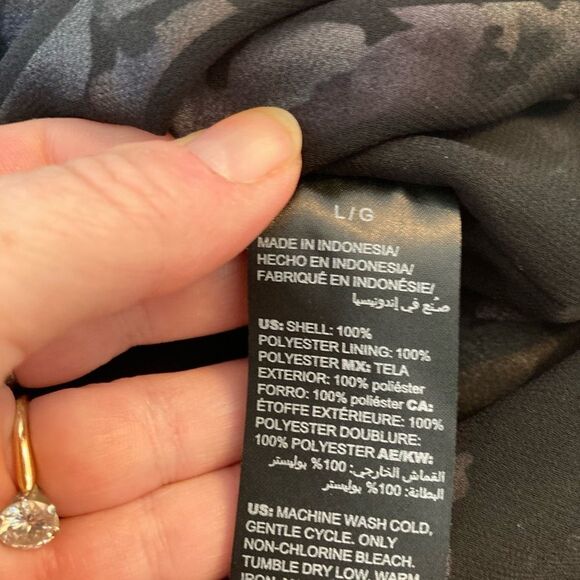 L/G
MADE IN INDONESIA/
HECHO EN INDONESIA/
FABRIQUÉ EN INDONÉSIE/
صُنع في إندونيسيا
US: SHELL: 100%
POLYESTER LINING: 100%
POLYESTER MX: TELA
EXTERIOR: 100% poliéster
FORRO: 100% poliéster CA:
ÉTOFFE EXTÉRIEURE: 100%
POLYESTER DOUBLURE:
100% POLYESTER AE/KW:
القماش الخارجي: 100% بوليستر
البطانة: 100% بوليستر
US: MACHINE WASH COLD,
GENTLE CYCLE. ONLY
NON-CHLORINE BLEACH.
TUMBLE DRY LOW. WARM